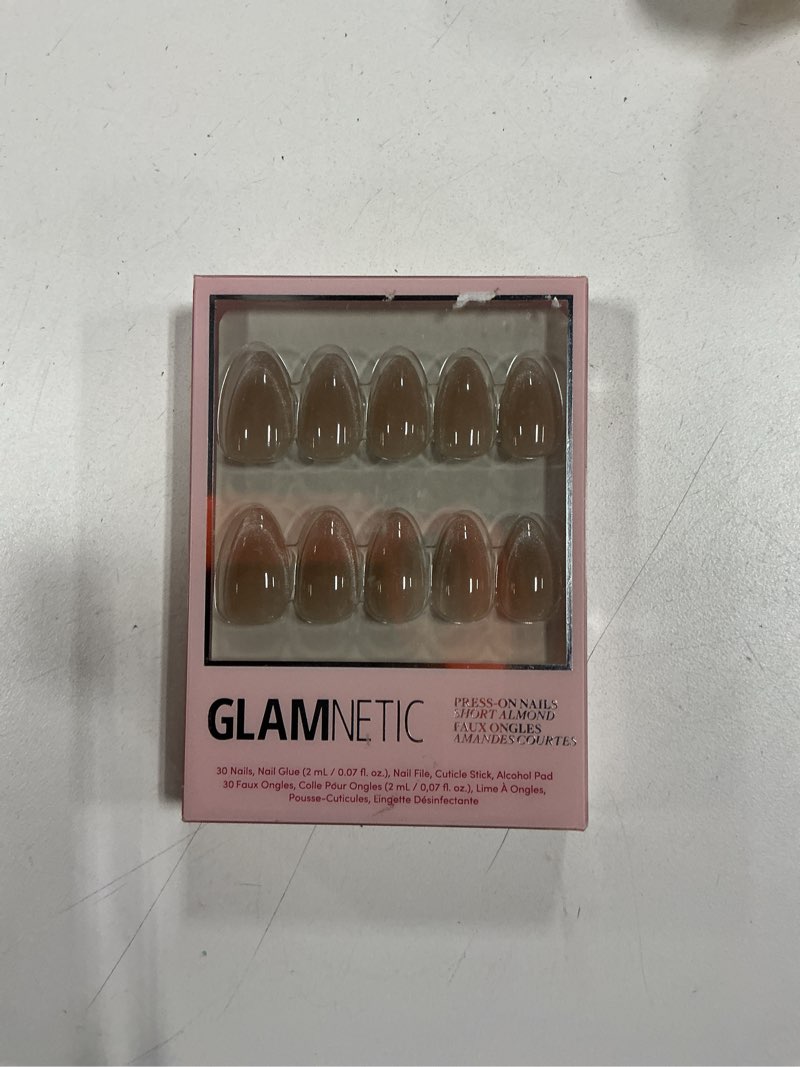 GLAMNETIC
PRESS-ON NAILS
SHORT ALMOND
FAUX ONGLES
AMANDES COURTES
30 Nails, Nail Glue (2 mL / 0.07 fl. oz.), Nail File, Cuticle Stick, Alcohol Pad
30 Faux Ongles, Colle Pour Ongles (2 mL / 0,07 fl. oz.), Lime À Ongles,
Pousse-Cuticules, Lingette Désinfectante